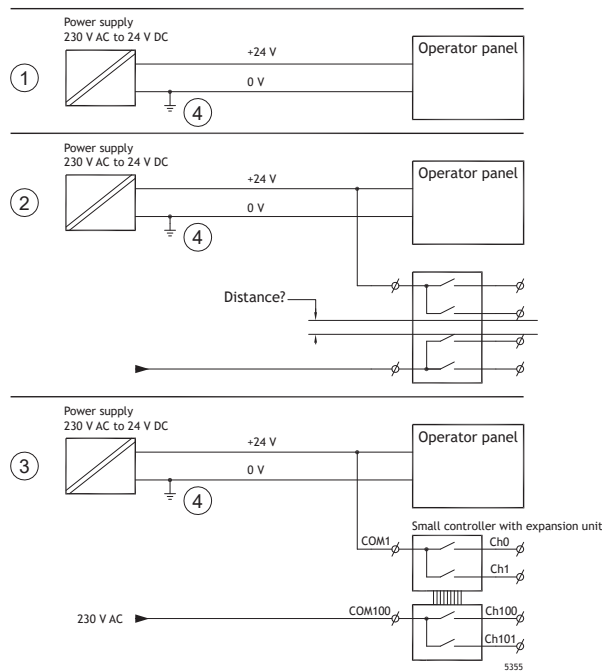 Power supply
230 V AC to 24 V DC
+24 V
Operator panel
1
0 V
4
Power supply
230 V AC to 24 V DC
+24 V
Operator panel
2
0 V
4
Distance?
Power supply
230 V AC to 24 V DC
+24 V
Operator panel
3
0 V
4
Small controller with expansion unit
COM1
Ch0
Ch1
230 V AC
COM100
Ch100
Ch101
5355